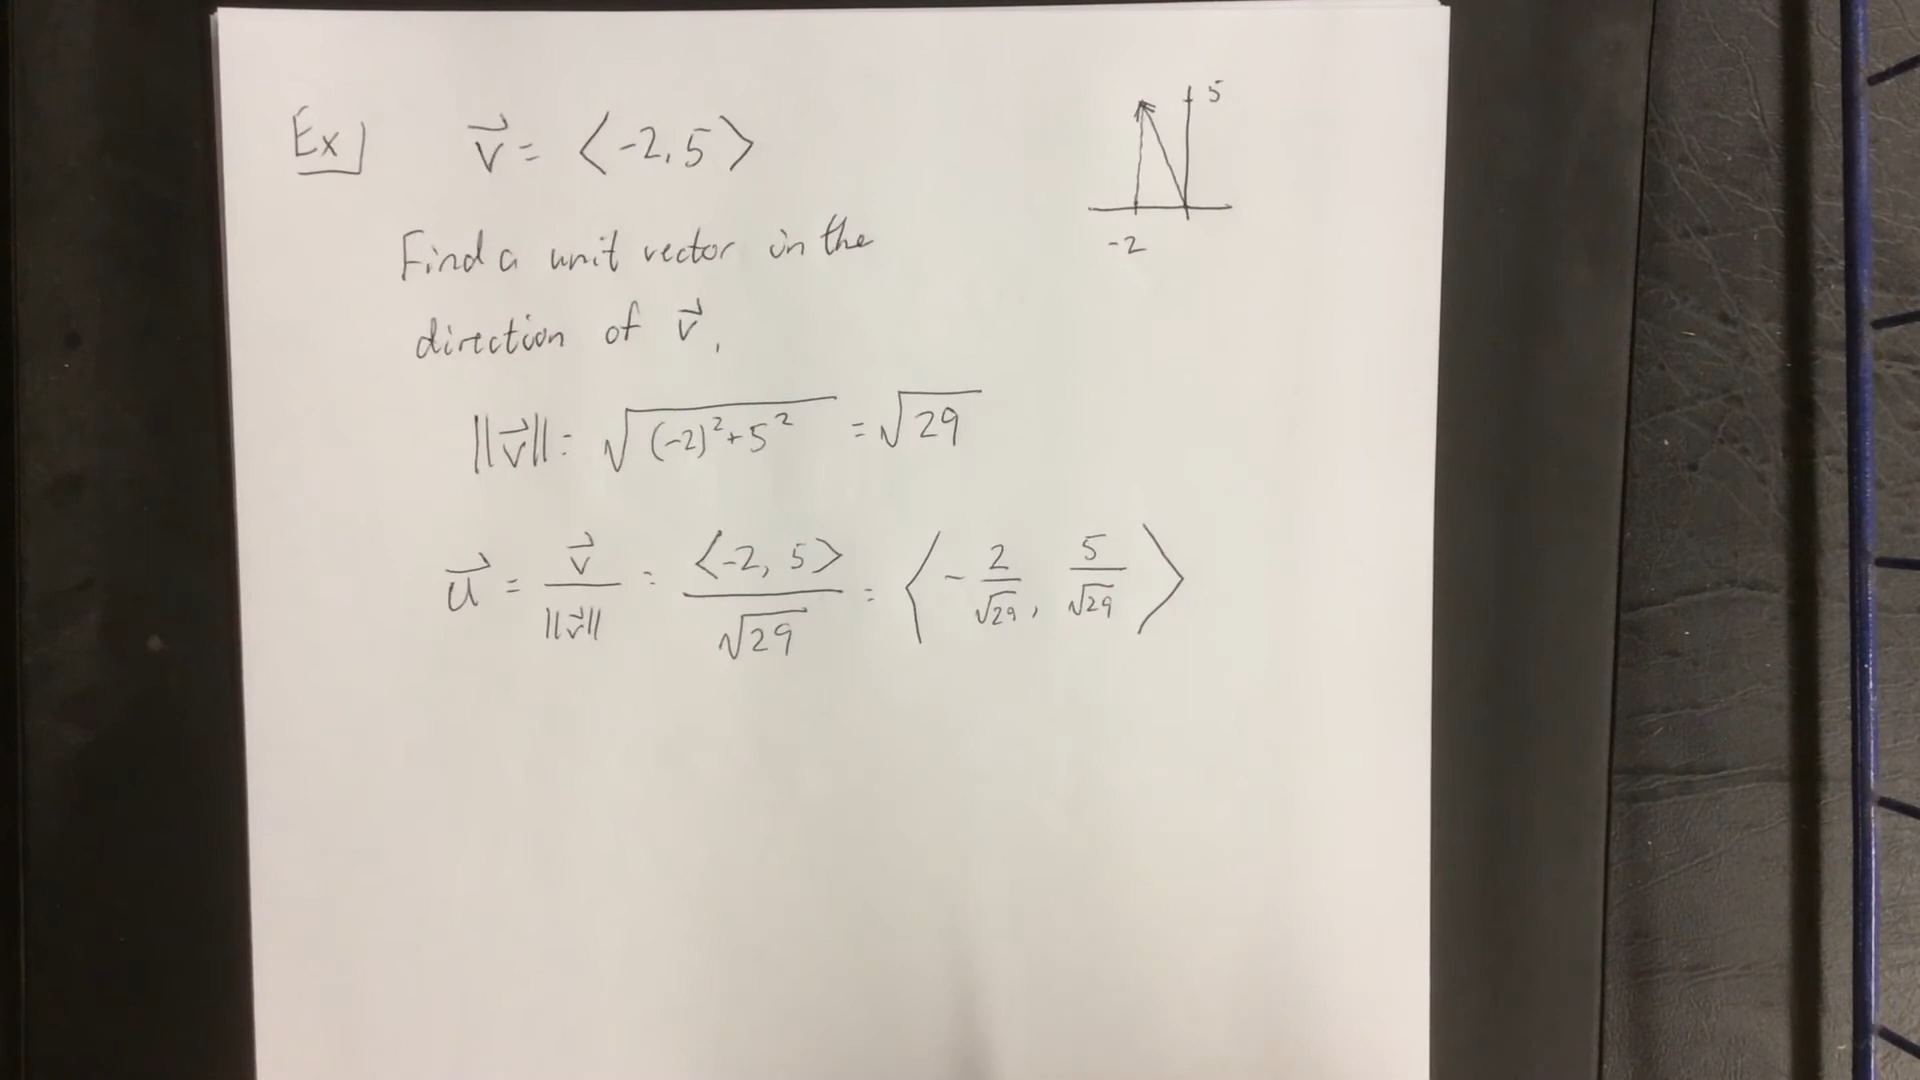 Ex] v⃗ = ⟨-2, 5⟩
5
-2
Find a unit vector in the
direction of v⃗.
||v⃗|| = √((-2)²+5²) = √29
u⃗ = v⃗/||v⃗|| = ⟨-2, 5⟩/√29 = ⟨-2/√29, 5/√29⟩